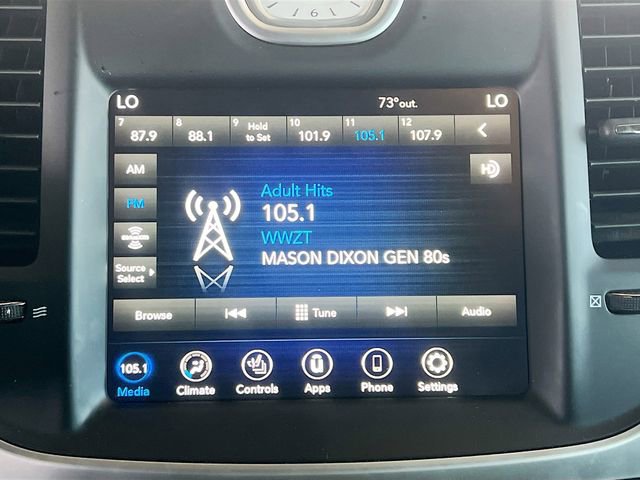 6
LO
73°out.
LO
7 87.9
8 88.1
9 Hold to Set
10 101.9
11 105.1
12 107.9
AM
FM
HD
Adult Hits
105.1
WWZT
MASON DIXON GEN 80s
Source Select
Browse
Tune
Audio
105.1
Media
Climate
Controls
Apps
Phone
Settings